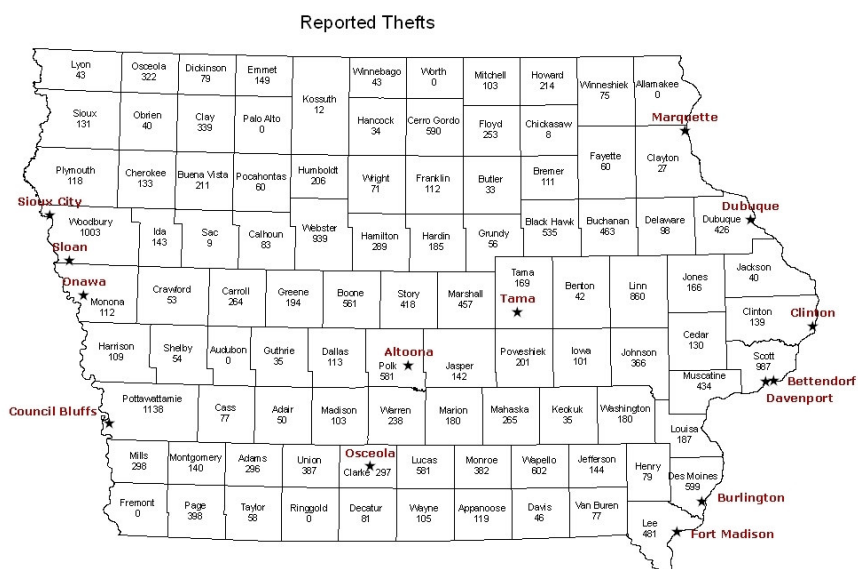 Reported Thefts
Lyon
43
Osceola
322
Dickinson
79
Emmet
149
Kossuth
12
Winnebago
43
Worth
0
Mitchell
103
Howard
214
Winneshiek
75
Allamakee
0
Marquette
Sioux
131
Obrien
40
Clay
339
Palo Alto
0
Hancock
34
Cerro Gordo
590
Floyd
253
Chickasaw
8
Fayette
60
Clayton
27
Plymouth
118
Cherokee
133
Buena Vista
211
Pocahontas
60
Humboldt
206
Wright
71
Franklin
112
Butler
33
Bremer
111
Sioux City
Woodbury
1003
Sloan
Ida
143
Sac
9
Calhoun
83
Webster
939
Hamilton
289
Hardin
185
Grundy
56
Black Hawk
535
Buchanan
463
Delaware
98
Dubuque
426
Dubuque
Onawa
Monona
112
Crawford
53
Carroll
264
Greene
194
Boone
561
Story
418
Marshall
457
Tama
169
Tama
Benton
42
Linn
860
Jones
166
Jackson
40
Clinton
139
Clinton
Harrison
109
Shelby
54
Audubon
0
Guthrie
35
Dallas
113
Altoona
Polk
581
Jasper
142
Poveshiek
201
Iowa
101
Johnson
366
Cedar
130
Scott
987
Muscatine
434
Bettendorf
Davenport
Council Bluffs
Pottawattamie
1138
Cass
77
Adair
50
Madison
103
Warren
238
Marion
180
Mahaska
265
Keokuk
35
Washington
180
Louisa
187
Mills
298
Montgomery
140
Adams
296
Union
387
Osceola
Clarke 297
Lucas
581
Monroe
382
Wapello
602
Jefferson
144
Henry
79
Des Moines
599
Burlington
Fremont
0
Page
398
Taylor
58
Ringgold
0
Decatur
81
Wayne
105
Appanoose
119
Davis
46
Van Buren
77
Lee
481
Fort Madison